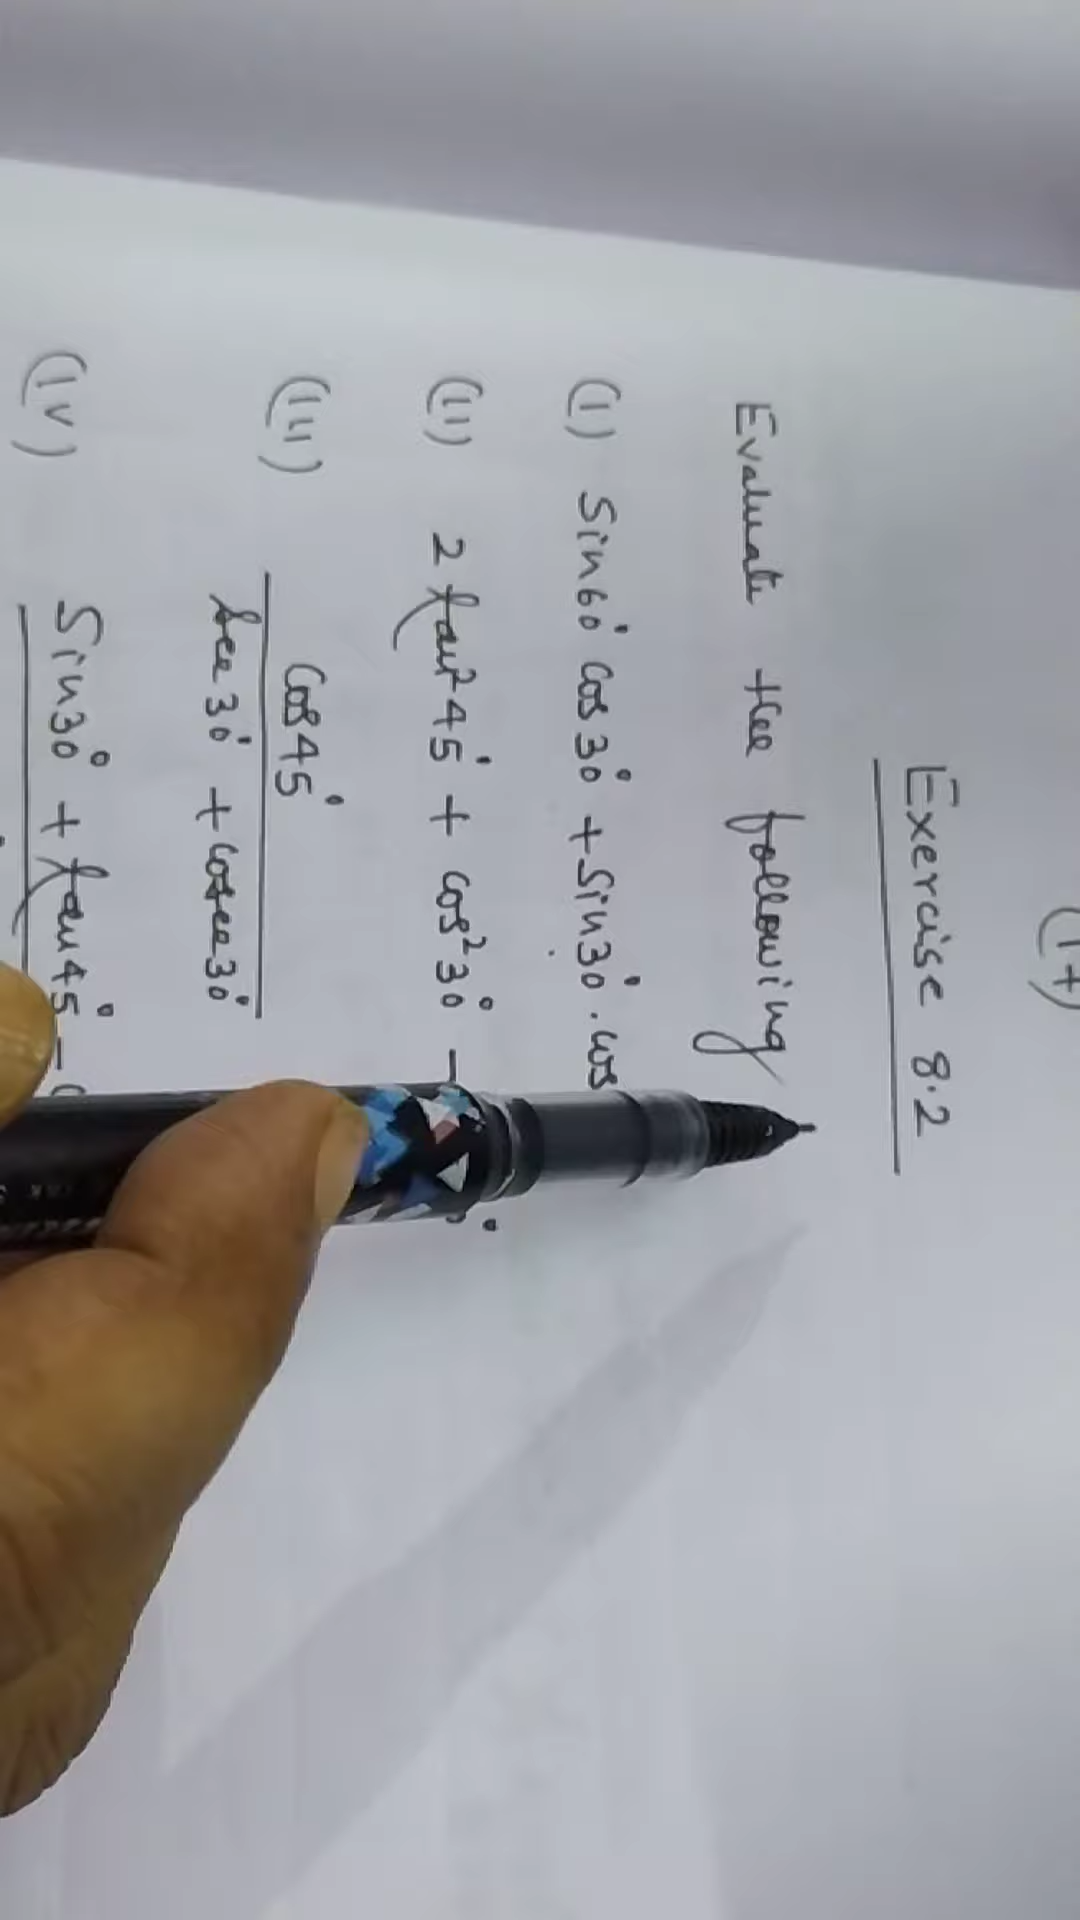 (17)
Exercise 8.2
Evaluate the following
(i) Sin60° cos30° + Sin30°. cos
(ii) 2 tan²45° + cos²30° -
(iii) cos45°
sec30° + cosec30°
(iv) Sin30° + tan45° -